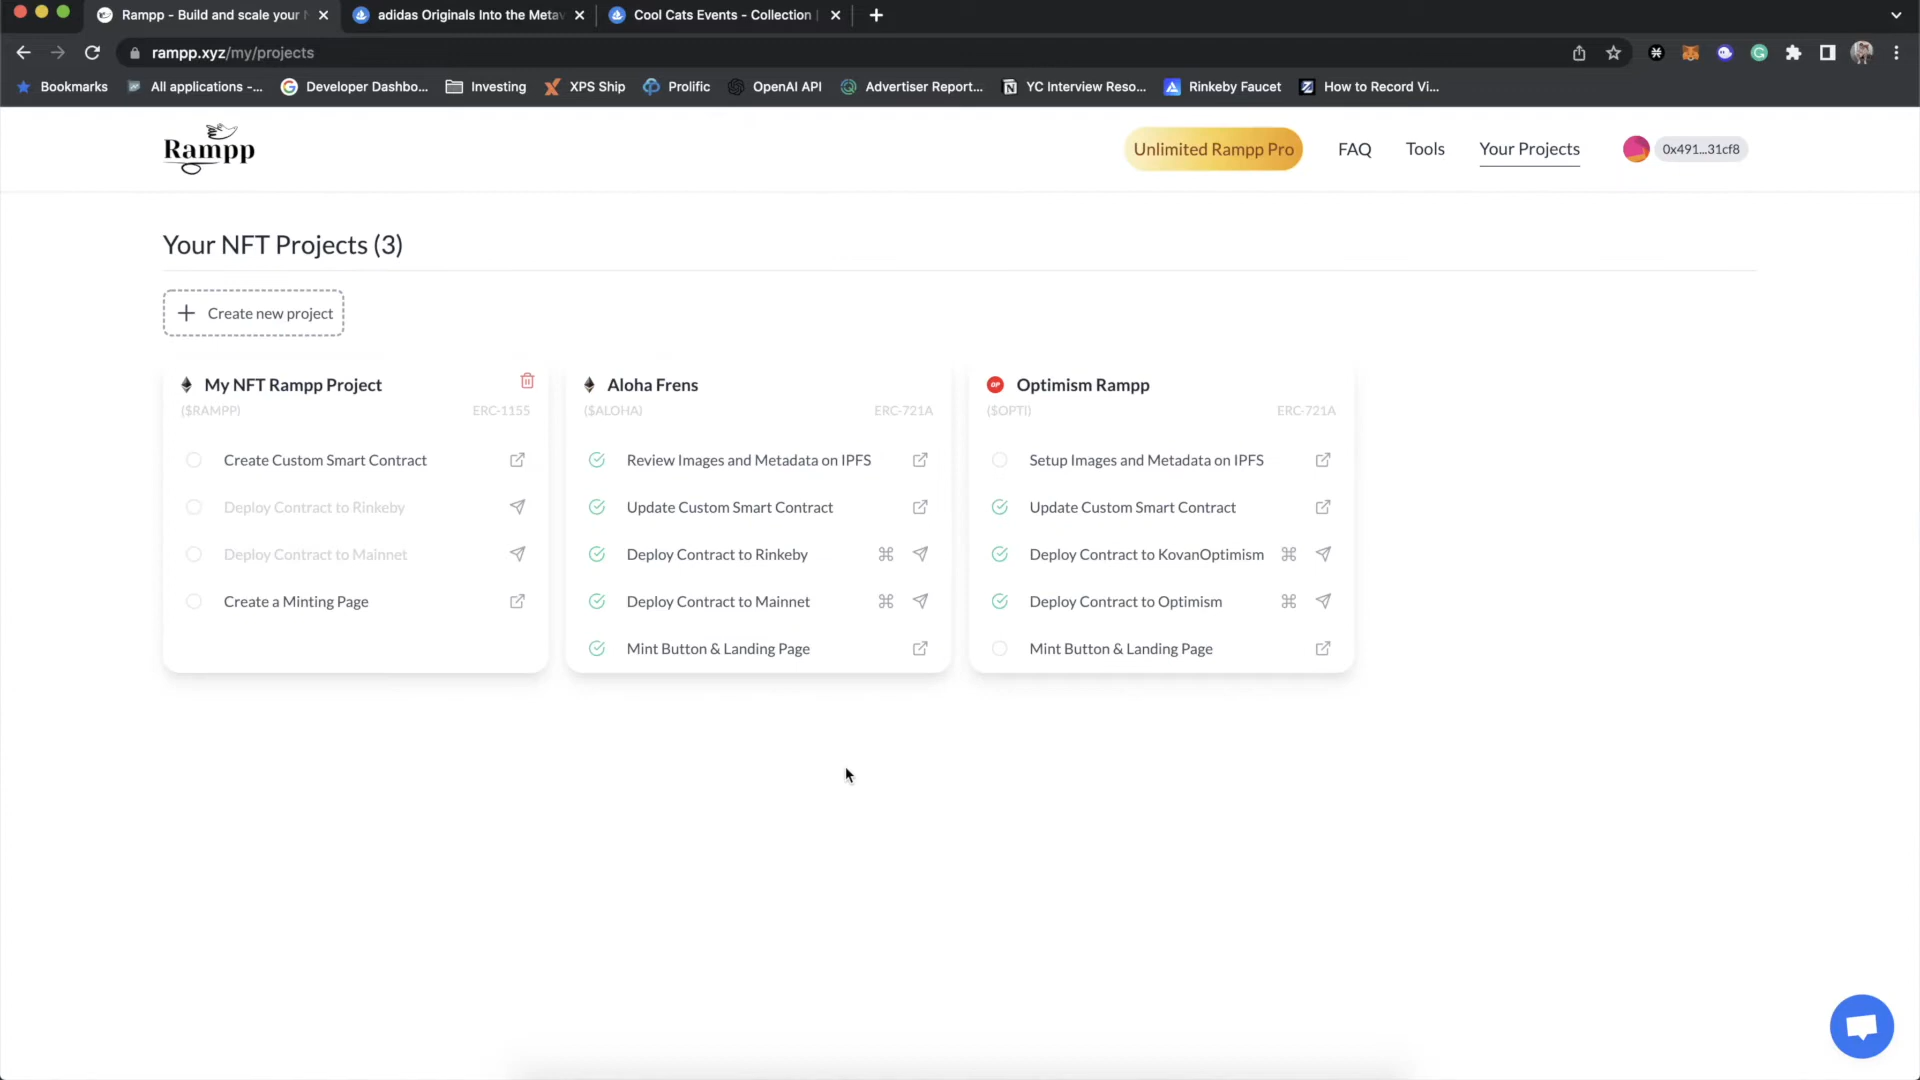 Rampp - Build and scale your
adidas Originals Into the Metav
Cool Cats Events - Collection
rampp.xyz/my/projects
Bookmarks
All applications -...
Developer Dashbo...
Investing
XPS Ship
Prolific
OpenAI API
Advertiser Report...
YC Interview Reso...
Rinkeby Faucet
How to Record Vi...
Rampp
Unlimited Rampp Pro
FAQ
Tools
Your Projects
0x491...31cf8
Your NFT Projects (3)
Create new project
My NFT Rampp Project
($RAMPP)
ERC-1155
Create Custom Smart Contract
Deploy Contract to Rinkeby
Deploy Contract to Mainnet
Create a Minting Page
Aloha Frens
($ALOHA)
ERC-721A
Review Images and Metadata on IPFS
Update Custom Smart Contract
Deploy Contract to Rinkeby
Deploy Contract to Mainnet
Mint Button & Landing Page
OP
Optimism Rampp
($OPTI)
ERC-721A
Setup Images and Metadata on IPFS
Update Custom Smart Contract
Deploy Contract to KovanOptimism
Deploy Contract to Optimism
Mint Button & Landing Page